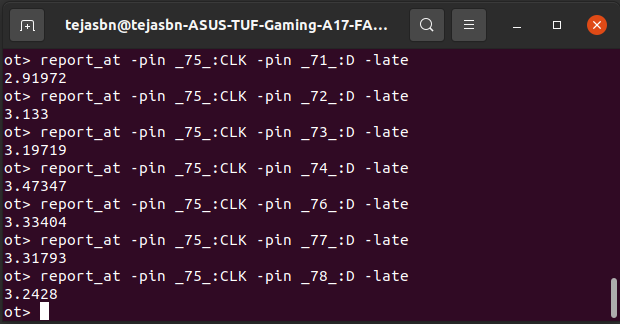 tejasbn@tejasbn-ASUS-TUF-Gaming-A17-FA...
ot> report_at -pin _75_:CLK -pin _71_:D -late
2.91972
ot> report_at -pin _75_:CLK -pin _72_:D -late
3.133
ot> report_at -pin _75_:CLK -pin _73_:D -late
3.19719
ot> report_at -pin _75_:CLK -pin _74_:D -late
3.47347
ot> report_at -pin _75_:CLK -pin _76_:D -late
3.33404
ot> report_at -pin _75_:CLK -pin _77_:D -late
3.31793
ot> report_at -pin _75_:CLK -pin _78_:D -late
3.2428
ot>